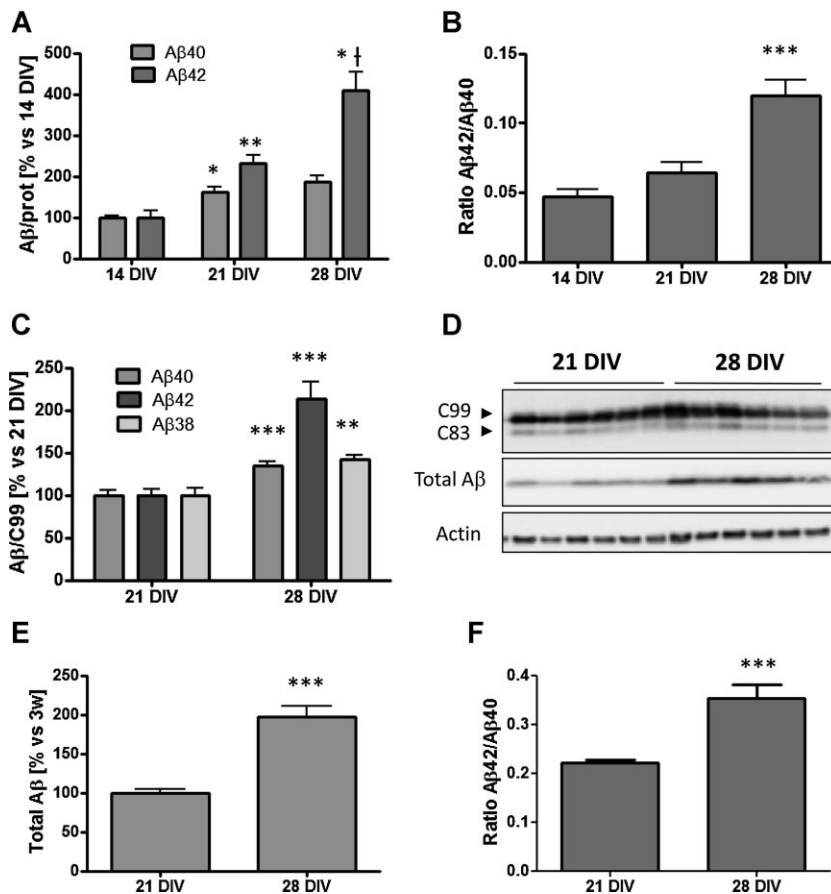 A
Aβ/prot [% vs 14 DIV]
500
400
300
200
100
0
Aβ40
Aβ42
*
**
* ƚ
14 DIV
21 DIV
28 DIV
B
Ratio Aβ42/Aβ40
0.15
0.10
0.05
0.00
***
14 DIV
21 DIV
28 DIV
C
Aβ/C99 [% vs 21 DIV]
250
200
150
100
50
0
Aβ40
Aβ42
Aβ38
***
***
**
21 DIV
28 DIV
D
21 DIV
28 DIV
C99 ►
C83 ►
Total Aβ
Actin
E
Total Aβ [% vs 3w]
250
200
150
100
50
0
***
21 DIV
28 DIV
F
Ratio Aβ42/Aβ40
0.4
0.3
0.2
0.1
0.0
***
21 DIV
28 DIV